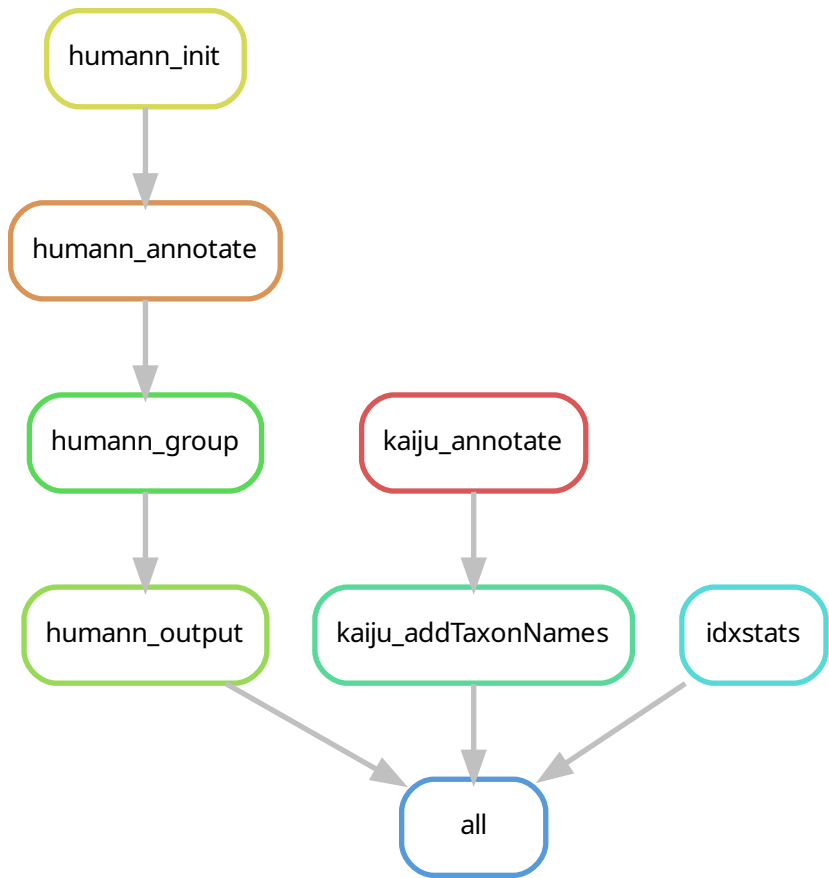 humann_init
humann_annotate
humann_group
kaiju_annotate
humann_output
kaiju_addTaxonNames
idxstats
all